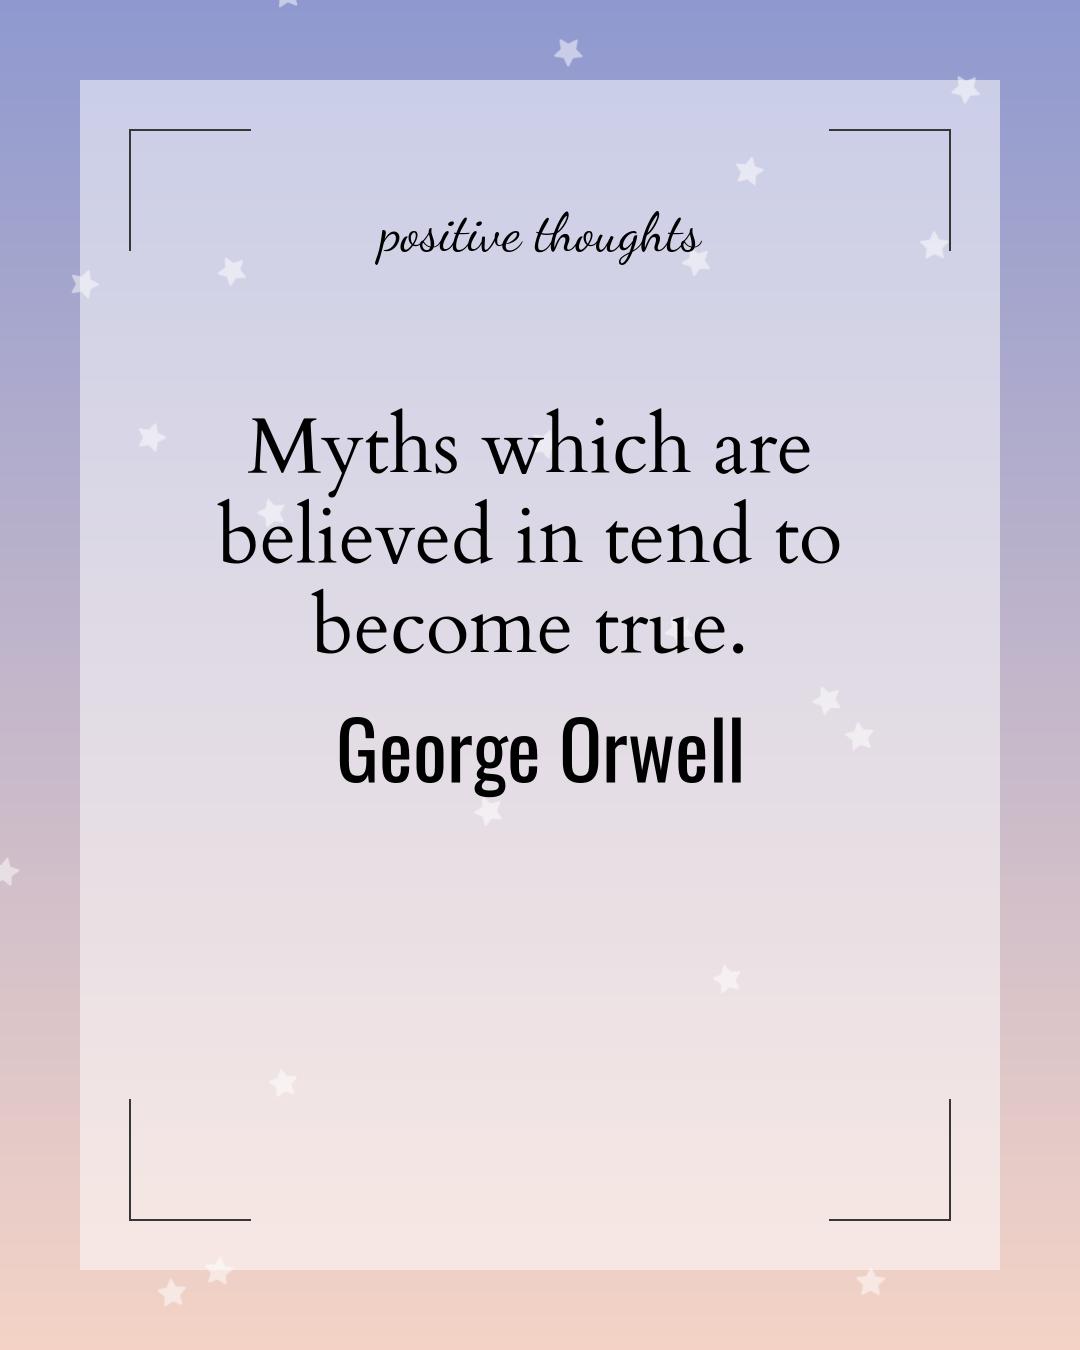 positive thoughts
Myths which are
believed in tend to
become true.
George Orwell